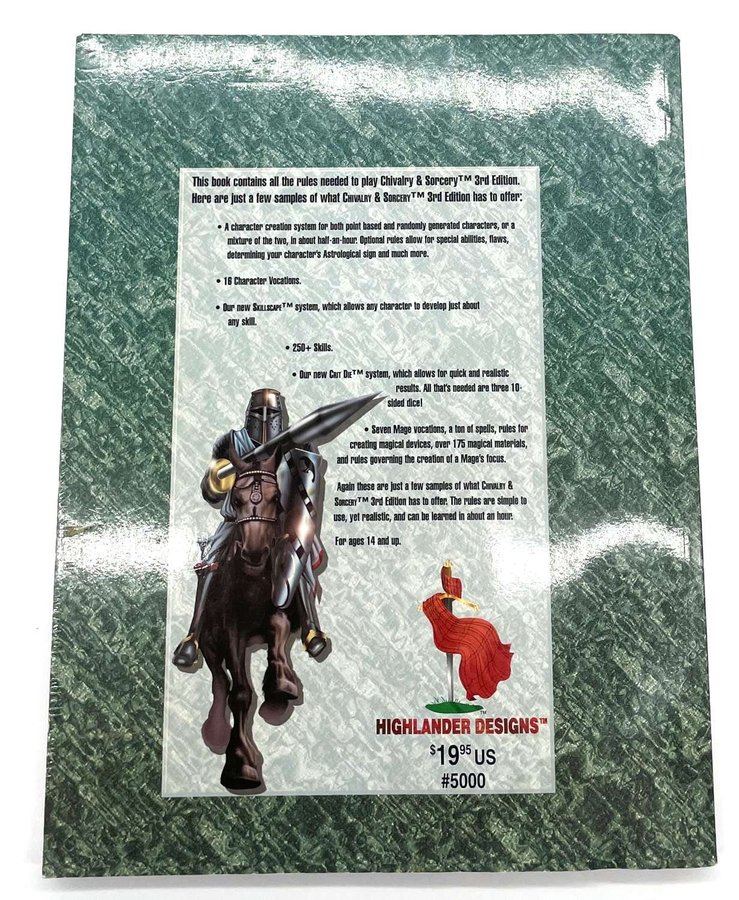 This book contains all the rules needed to play Chivalry & Sorcery™ 3rd Edition.
Here are just a few samples of what Chivalry & Sorcery™ 3rd Edition has to offer:
• A character creation system for both point based and randomly generated characters, or a
mixture of the two, in about half-an-hour. Optional rules allow for special abilities, flaws,
determining your character's Astrological sign and much more.
• 16 Character Vocations.
• Our new Skillscape™ system, which allows any character to develop just about
any skill.
• 250+ Skills.
• Our new Crit Die™ system, which allows for quick and realistic
results. All that's needed are three 10-
sided dice!
• Seven Mage vocations, a ton of spells, rules for
creating magical devices, over 175 magical materials,
and rules governing the creation of a Mage's focus.
Again these are just a few samples of what Chivalry &
Sorcery™ 3rd Edition has to offer. The rules are simple to
use, yet realistic, and can be learned in about an hour.
For ages 14 and up.
™
HIGHLANDER DESIGNS™
$19.95 US
#5000